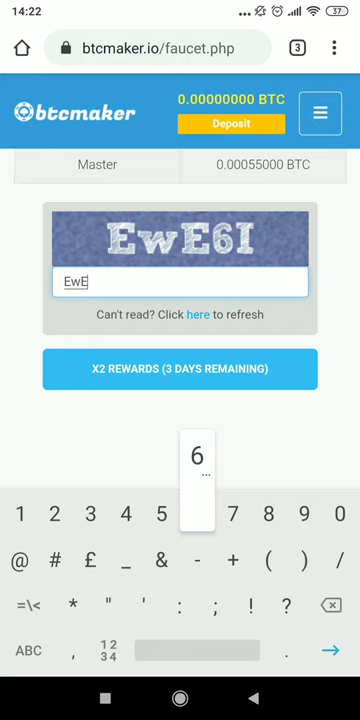 14:22
... 37
btcmaker.io/faucet.php
3
btcmaker
0.00000000 BTC
Deposit
Master 0.00055000 BTC
EwE6I
EwE
Can't read? Click here to refresh
X2 REWARDS (3 DAYS REMAINING)
6
...
1 2 3 4 5 7 8 9 0
@ # £ _ & - + ( ) /
=\< * " ' : ; ! ?
ABC , 12 34 .